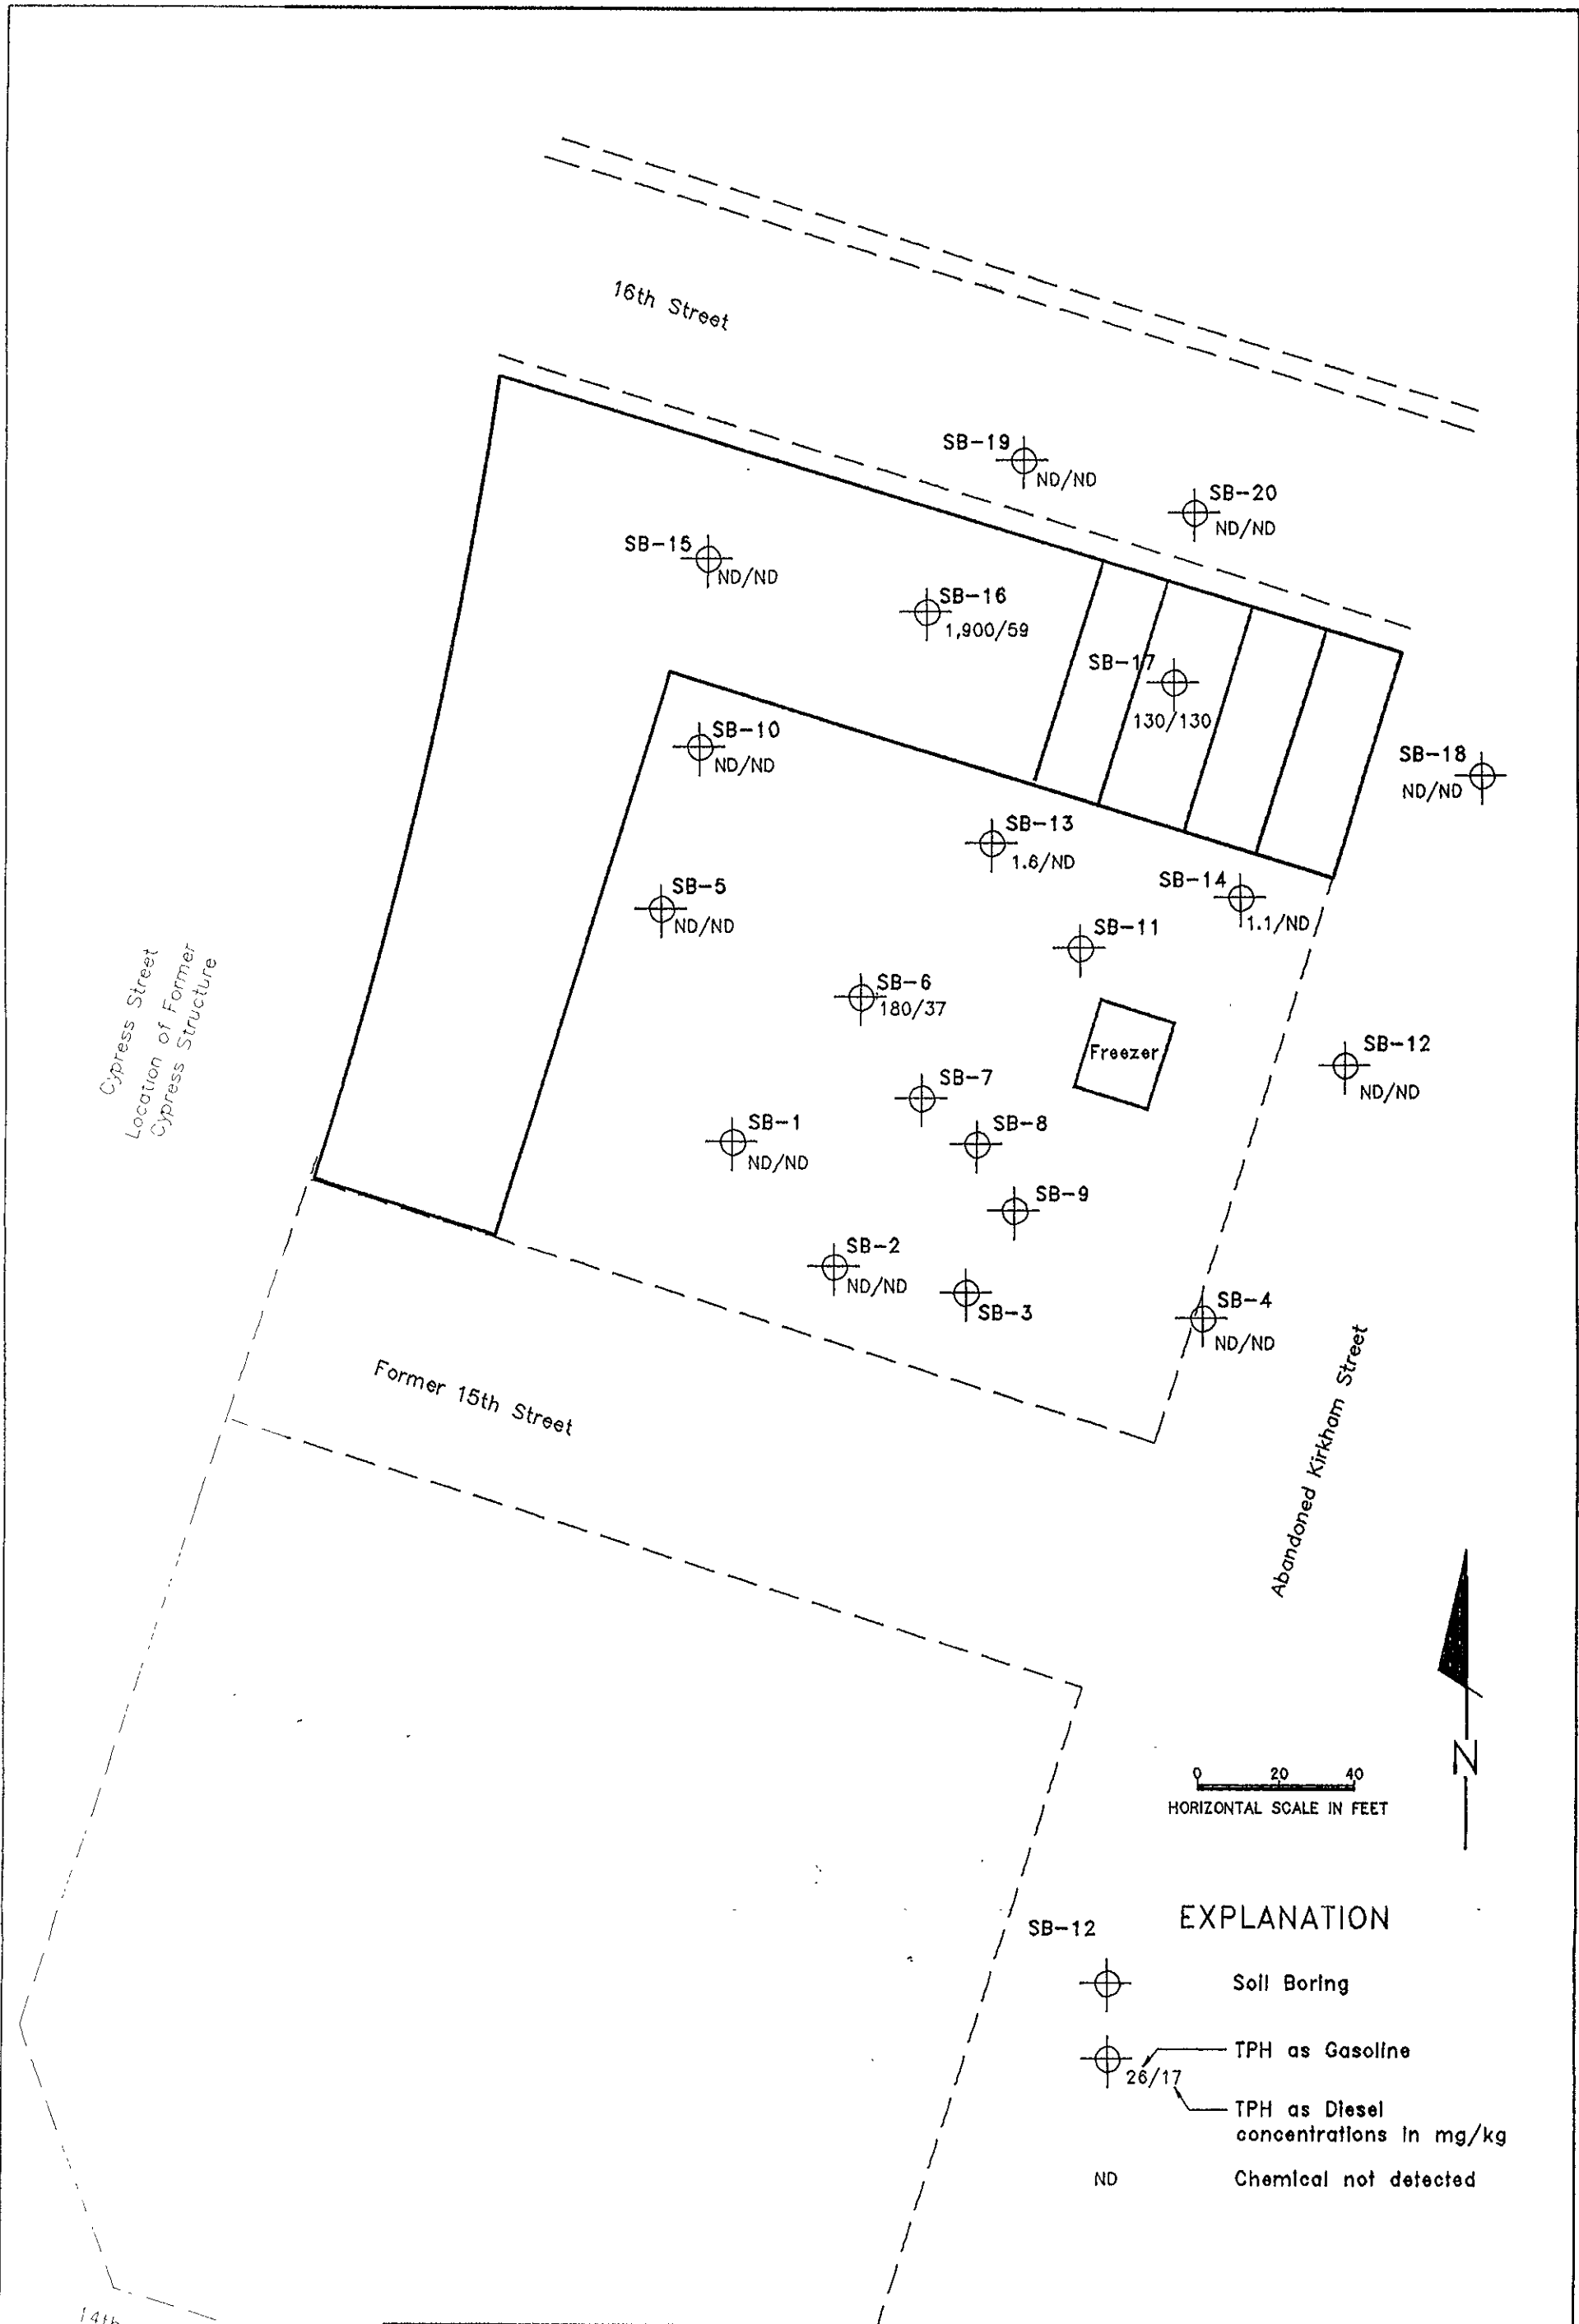 16th Street
SB-19
ND/ND
SB-20
ND/ND
SB-15
ND/ND
SB-16
1,900/59
SB-17
130/130
SB-10
ND/ND
SB-18
ND/ND
SB-13
1.6/ND
SB-14
1.1/ND
SB-5
ND/ND
SB-11
SB-6
180/37
Freezer
SB-12
ND/ND
Cypress Street
Location of Former
Cypress Structure
SB-7
SB-1
ND/ND
SB-8
SB-9
SB-2
ND/ND
SB-3
SB-4
ND/ND
Former 15th Street
Abandoned Kirkham Street
N
0 20 40
HORIZONTAL SCALE IN FEET
EXPLANATION
SB-12
Soil Boring
TPH as Gasoline
26/17
TPH as Diesel
concentrations in mg/kg
ND Chemical not detected
14th